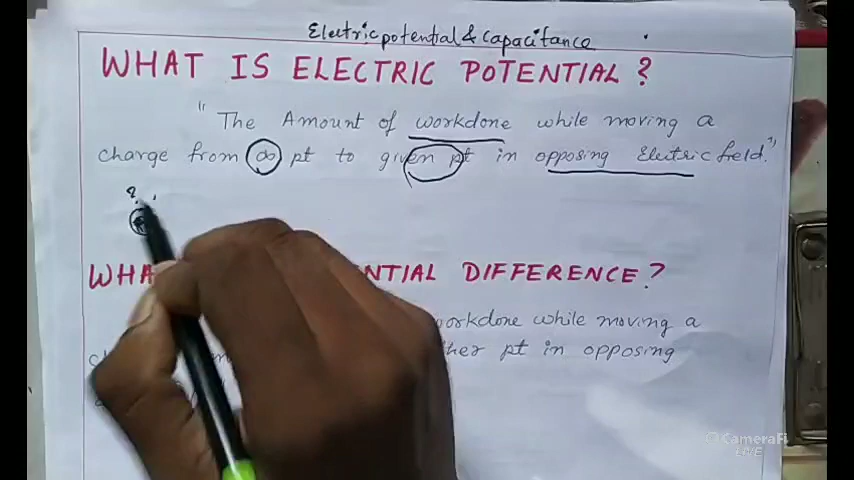 Electric potential & capacitance
WHAT IS ELECTRIC POTENTIAL ?
"The Amount of workdone while moving a
charge from ∞ pt to given pt in opposing Electric field."
WHA ENTIAL DIFFERENCE ?
workdone while moving a
ther pt in opposing
CameraFi
LIVE